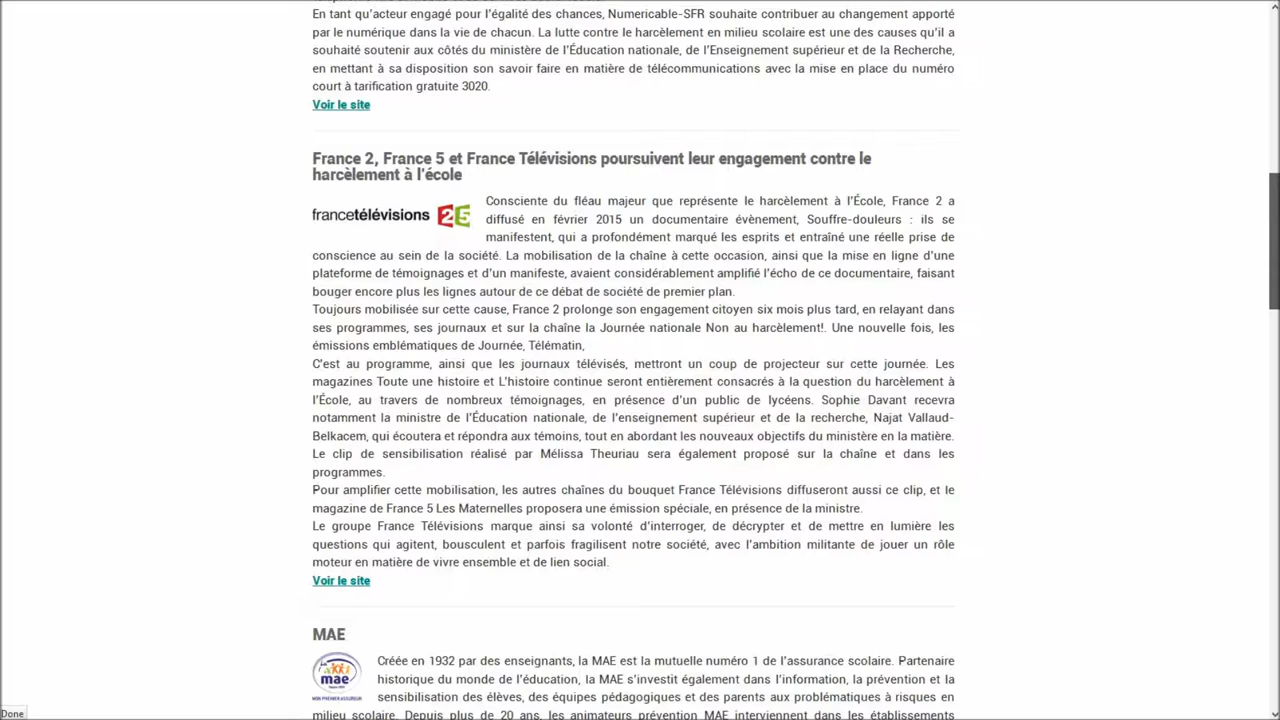 En tant qu'acteur engagé pour l'égalité des chances, Numericable-SFR souhaite contribuer au changement apporté
par le numérique dans la vie de chacun. La lutte contre le harcèlement en milieu scolaire est une des causes qu'il a
souhaité soutenir aux côtés du ministère de l'Éducation nationale, de l'Enseignement supérieur et de la Recherche,
en mettant à sa disposition son savoir faire en matière de télécommunications avec la mise en place du numéro
court à tarification gratuite 3020.
Voir le site
France 2, France 5 et France Télévisions poursuivent leur engagement contre le
harcèlement à l'école
francetélévisions 2 5
Consciente du fléau majeur que représente le harcèlement à l'École, France 2 a
diffusé en février 2015 un documentaire évènement, Souffre-douleurs : ils se
manifestent, qui a profondément marqué les esprits et entraîné une réelle prise de
conscience au sein de la société. La mobilisation de la chaîne à cette occasion, ainsi que la mise en ligne d'une
plateforme de témoignages et d'un manifeste, avaient considérablement amplifié l'écho de ce documentaire, faisant
bouger encore plus les lignes autour de ce débat de société de premier plan.
Toujours mobilisée sur cette cause, France 2 prolonge son engagement citoyen six mois plus tard, en relayant dans
ses programmes, ses journaux et sur la chaîne la Journée nationale Non au harcèlement!. Une nouvelle fois, les
émissions emblématiques de Journée, Télématin,
C'est au programme, ainsi que les journaux télévisés, mettront un coup de projecteur sur cette journée. Les
magazines Toute une histoire et L'histoire continue seront entièrement consacrés à la question du harcèlement à
l'École, au travers de nombreux témoignages, en présence d'un public de lycéens. Sophie Davant recevra
notamment la ministre de l'Éducation nationale, de l'enseignement supérieur et de la recherche, Najat Vallaud-
Belkacem, qui écoutera et répondra aux témoins, tout en abordant les nouveaux objectifs du ministère en la matière.
Le clip de sensibilisation réalisé par Mélissa Theuriau sera également proposé sur la chaîne et dans les
programmes.
Pour amplifier cette mobilisation, les autres chaînes du bouquet France Télévisions diffuseront aussi ce clip, et le
magazine de France 5 Les Maternelles proposera une émission spéciale, en présence de la ministre.
Le groupe France Télévisions marque ainsi sa volonté d'interroger, de décrypter et de mettre en lumière les
questions qui agitent, bousculent et parfois fragilisent notre société, avec l'ambition militante de jouer un rôle
moteur en matière de vivre ensemble et de lien social.
Voir le site
MAE
mae
MON PREMIER ASSUREUR
Créée en 1932 par des enseignants, la MAE est la mutuelle numéro 1 de l'assurance scolaire. Partenaire
historique du monde de l'éducation, la MAE s'investit également dans l'information, la prévention et la
sensibilisation des élèves, des équipes pédagogiques et des parents aux problématiques à risques en
milieu scolaire. Depuis plus de 20 ans, les animateurs prévention MAE interviennent dans les établissements
Done